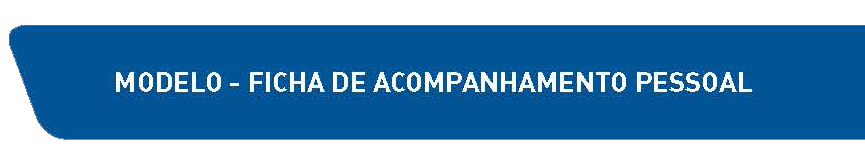 MODELO - FICHA DE ACOMPANHAMENTO PESSOAL